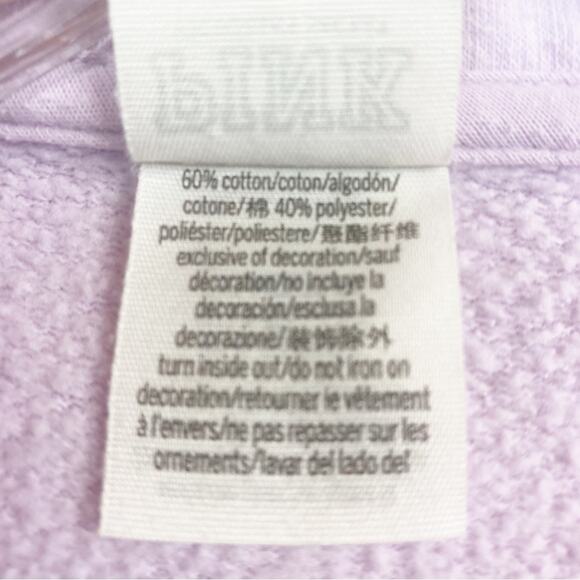 PINK
60% cotton/coton/algodón/
cotone/棉 40% polyester/
poliéster/poliestere/聚酯纤维
exclusive of decoration/sauf
décoration/no incluye la
decoración/esclusa la
decorazione/装饰除外
turn inside out/do not iron on
decoration/retourner le vêtement
à l'envers/ne pas repasser sur les
ornements/lavar del lado del